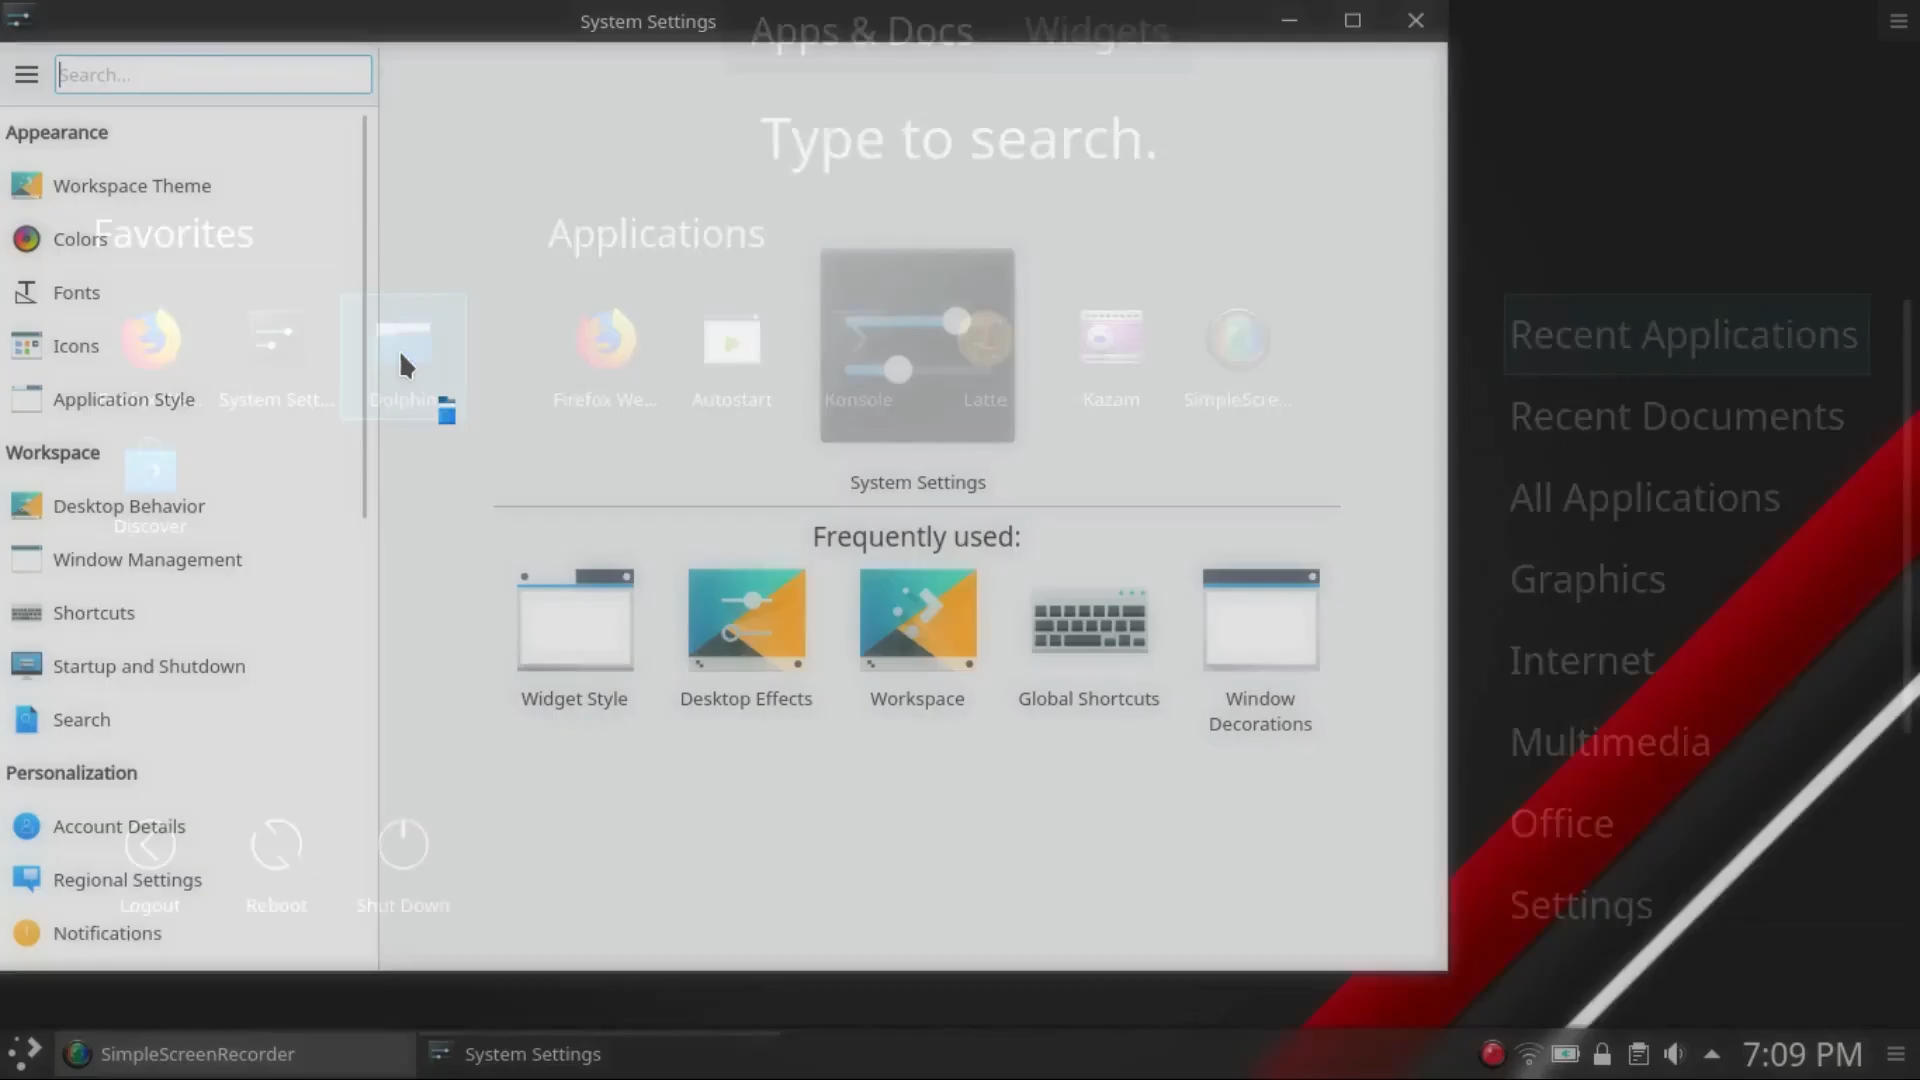 System Settings
Apps & Docs
Widgets
Search...
Type to search.
Appearance
Workspace Theme
Colors
Fonts
Icons
Application Style
Workspace
Desktop Behavior
Window Management
Shortcuts
Startup and Shutdown
Search
Personalization
Account Details
Regional Settings
Notifications
Favorites
System Sett...
Dolphin
Discover
Logout
Reboot
Shut Down
Applications
Firefox We...
Autostart
Konsole
Latte
Kazam
SimpleScre...
System Settings
Frequently used:
Widget Style
Desktop Effects
Workspace
Global Shortcuts
Window
Decorations
Recent Applications
Recent Documents
All Applications
Graphics
Internet
Multimedia
Office
Settings
SimpleScreenRecorder
System Settings
7:09 PM